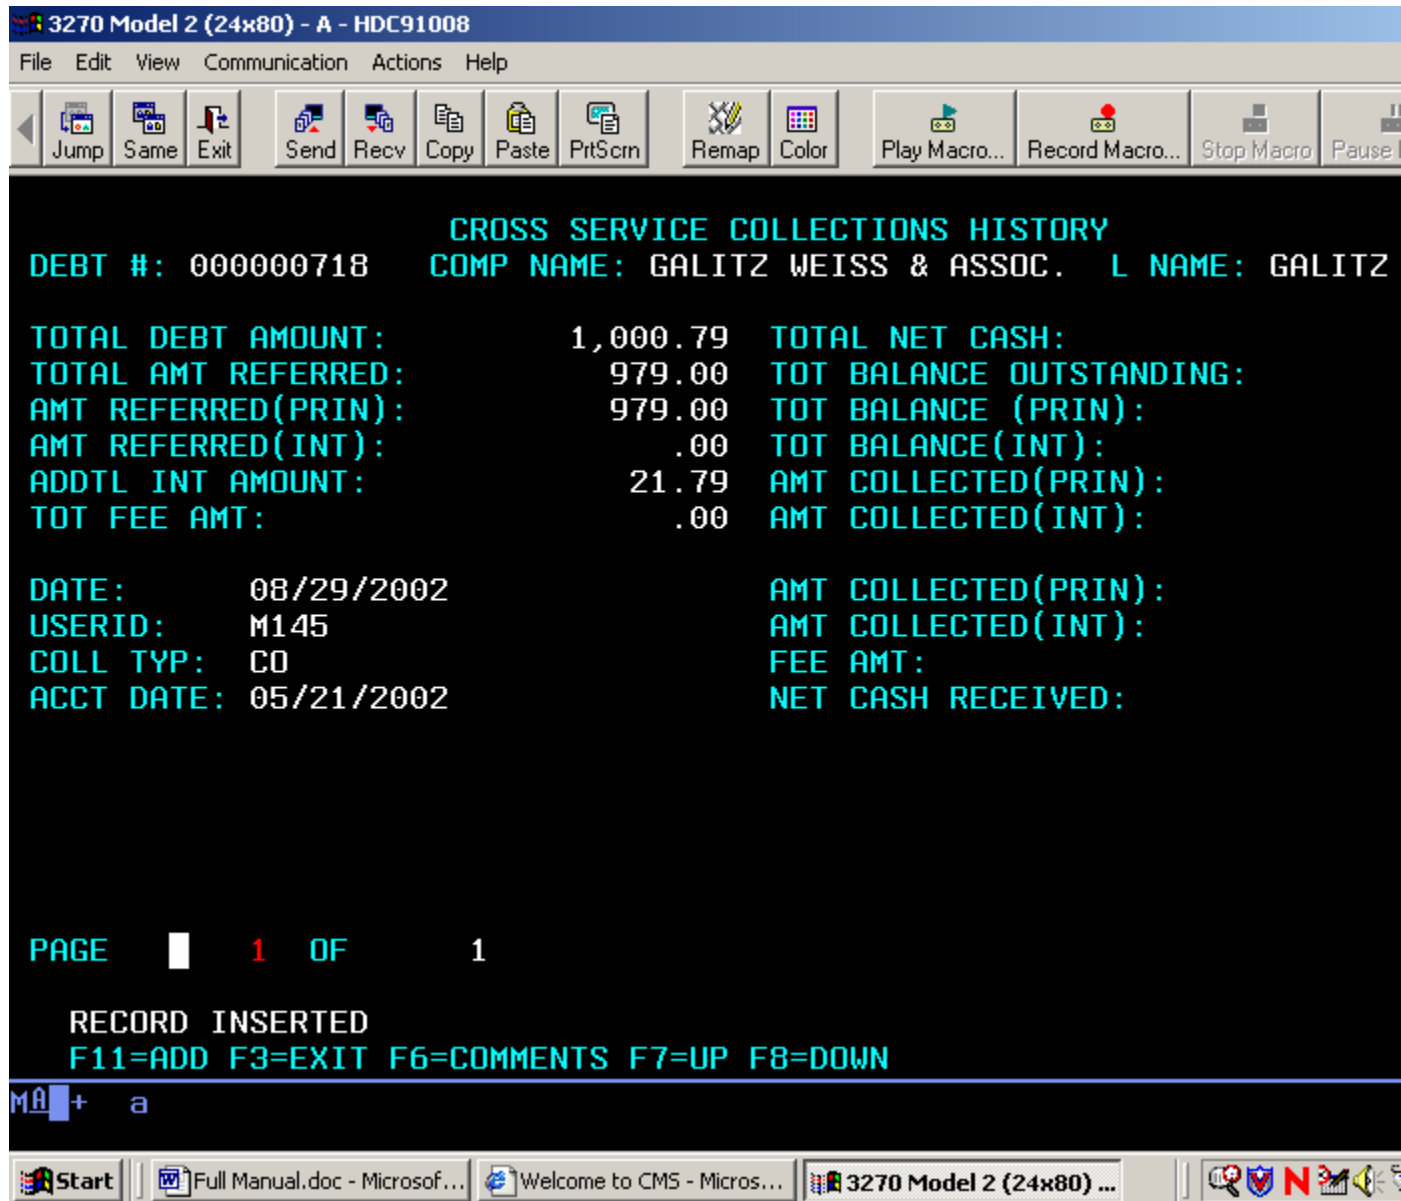 3270 Model 2 (24x80) - A - HDC91008
File Edit View Communication Actions Help
Jump Same Exit Send Recv Copy Paste PrtScrn Remap Color Play Macro... Record Macro... Stop Macro Pause
CROSS SERVICE COLLECTIONS HISTORY
DEBT #: 000000718 COMP NAME: GALITZ WEISS & ASSOC. L NAME: GALITZ
TOTAL DEBT AMOUNT: 1,000.79 TOTAL NET CASH:
TOTAL AMT REFERRED: 979.00 TOT BALANCE OUTSTANDING:
AMT REFERRED(PRIN): 979.00 TOT BALANCE (PRIN):
AMT REFERRED(INT): .00 TOT BALANCE(INT):
ADDTL INT AMOUNT: 21.79 AMT COLLECTED(PRIN):
TOT FEE AMT: .00 AMT COLLECTED(INT):
DATE: 08/29/2002 AMT COLLECTED(PRIN):
USERID: M145 AMT COLLECTED(INT):
COLL TYP: CO FEE AMT:
ACCT DATE: 05/21/2002 NET CASH RECEIVED:
PAGE 1 OF 1
RECORD INSERTED
F11=ADD F3=EXIT F6=COMMENTS F7=UP F8=DOWN
MA + a
Start Full Manual.doc - Microsof... Welcome to CMS - Micros... 3270 Model 2 (24x80) ... N